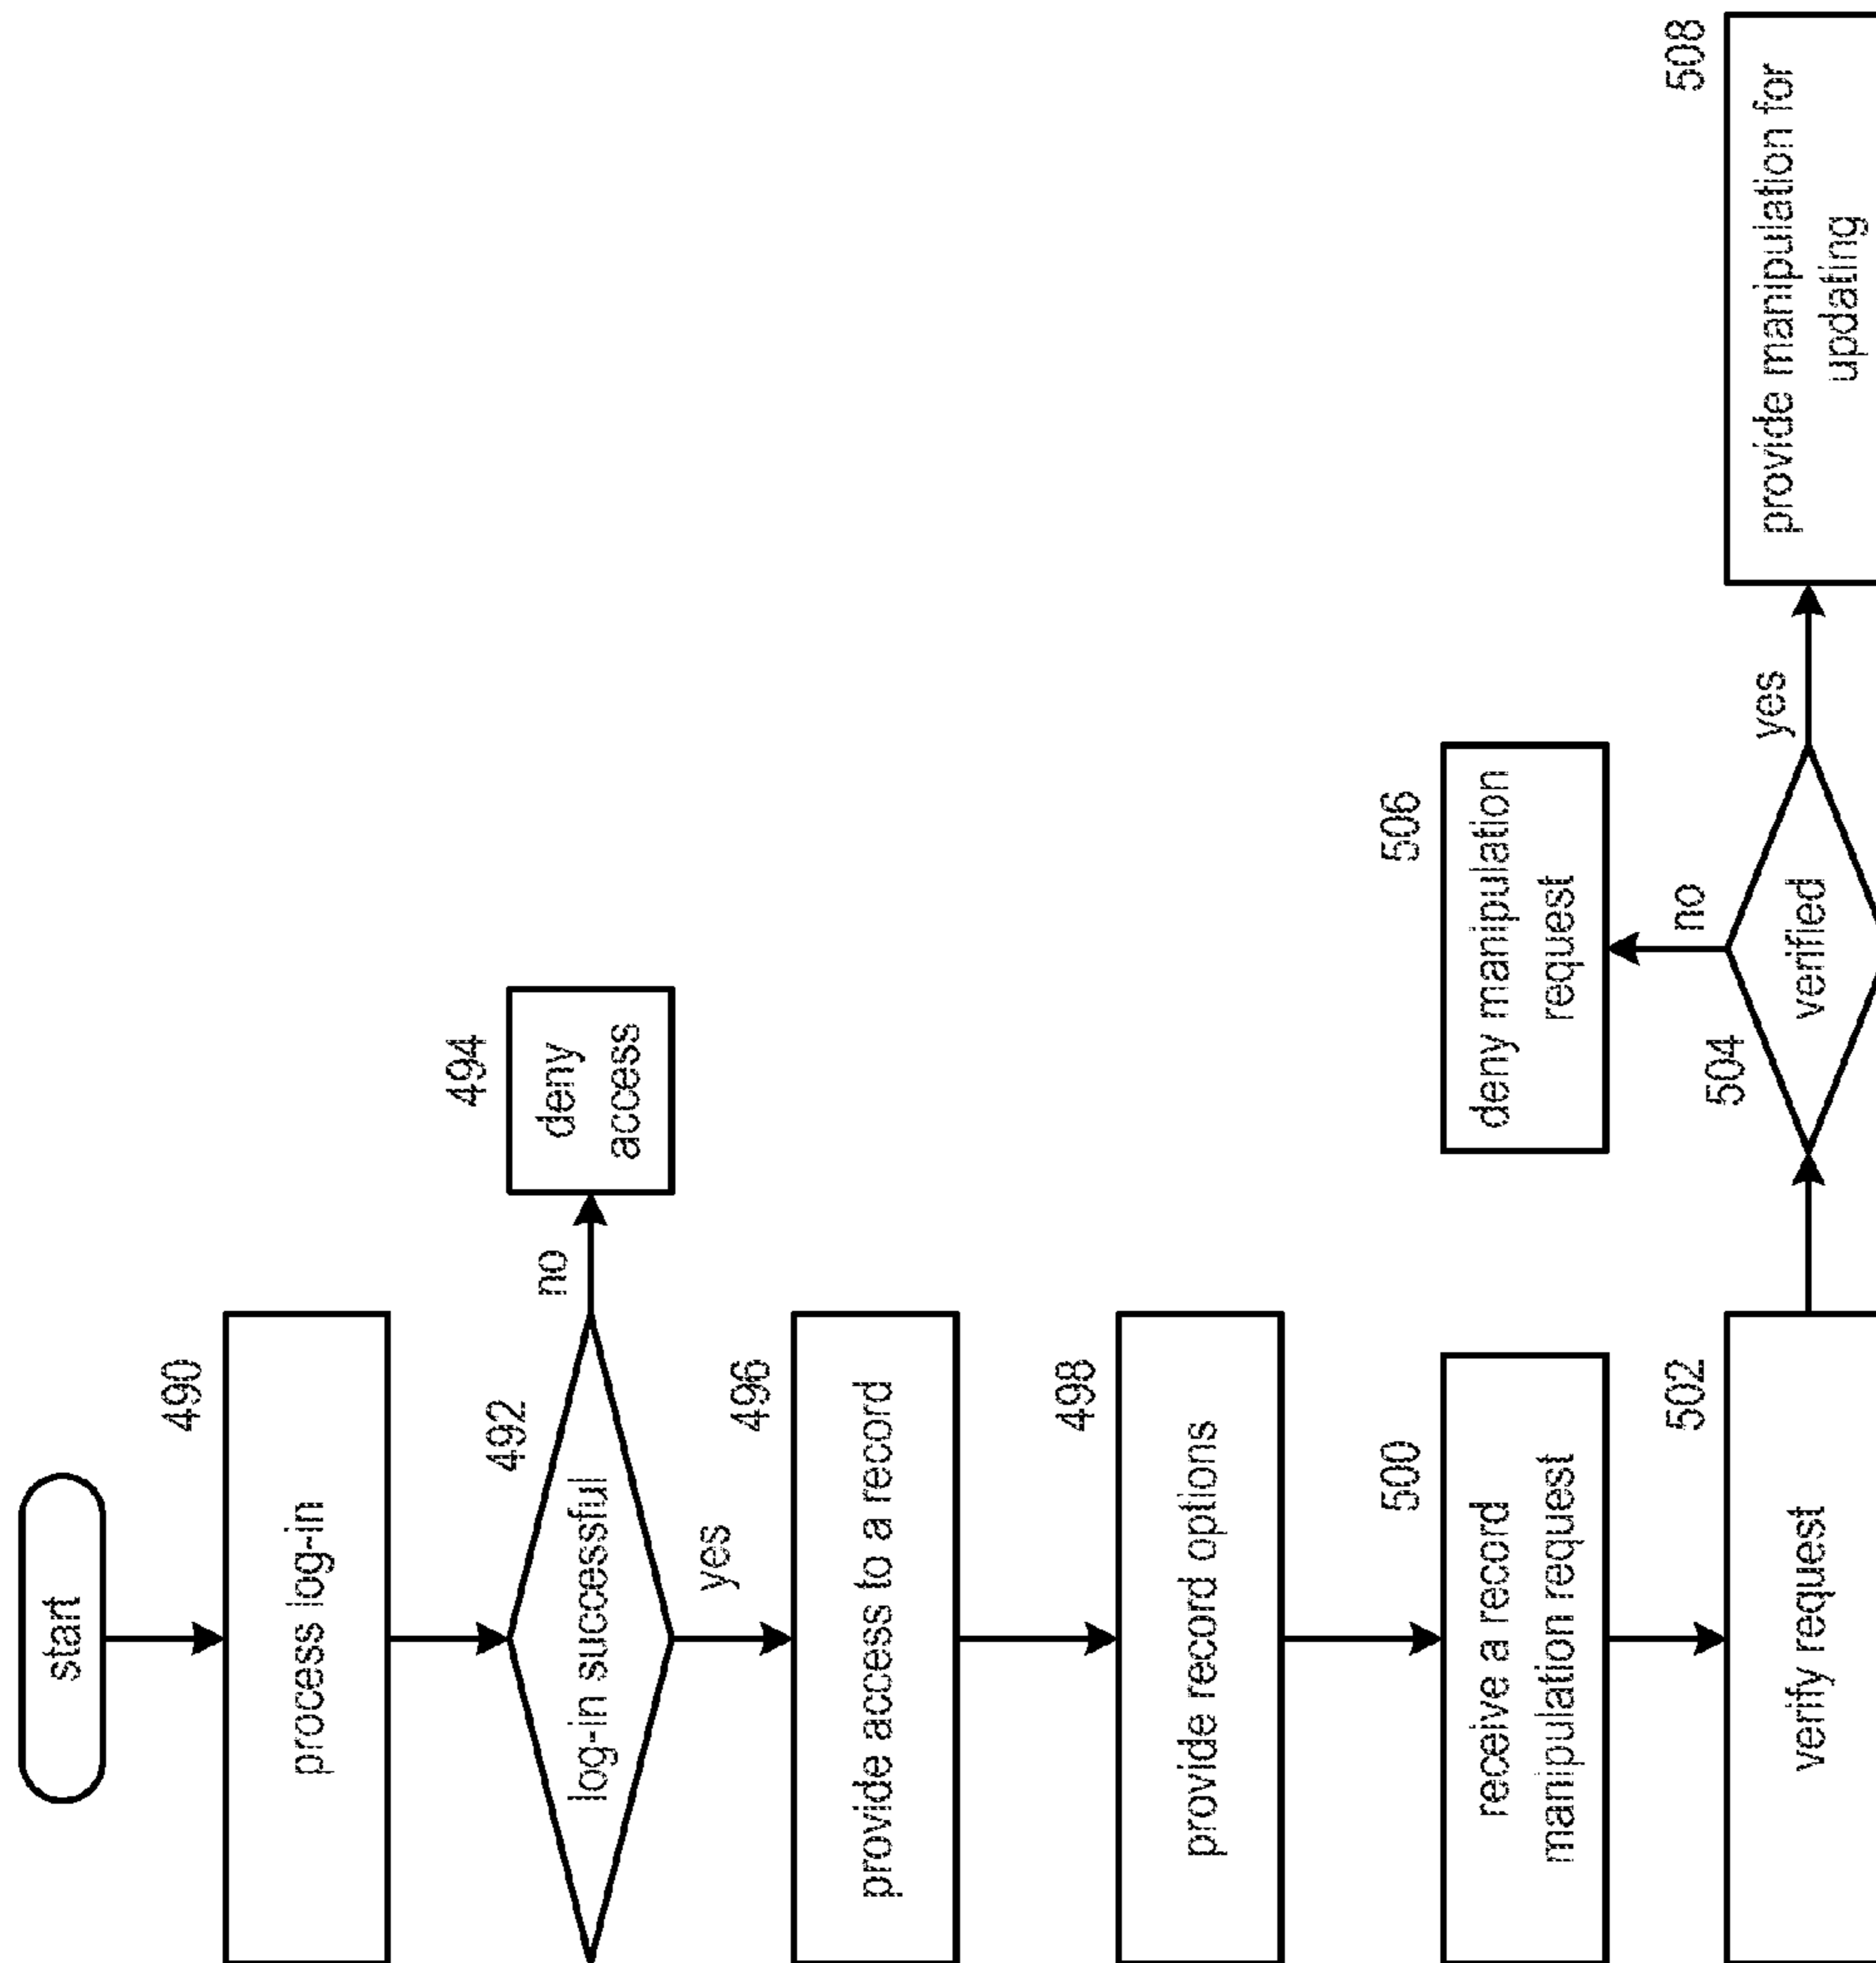 start
490
process log-in
492
log-in successful
no
494
deny
access
yes
496
provide access to a record
498
provide record options
500
receive a record
manipulation request
502
verify request
504
verified
no
506
deny manipulation
request
yes
508
provide manipulation for
updating